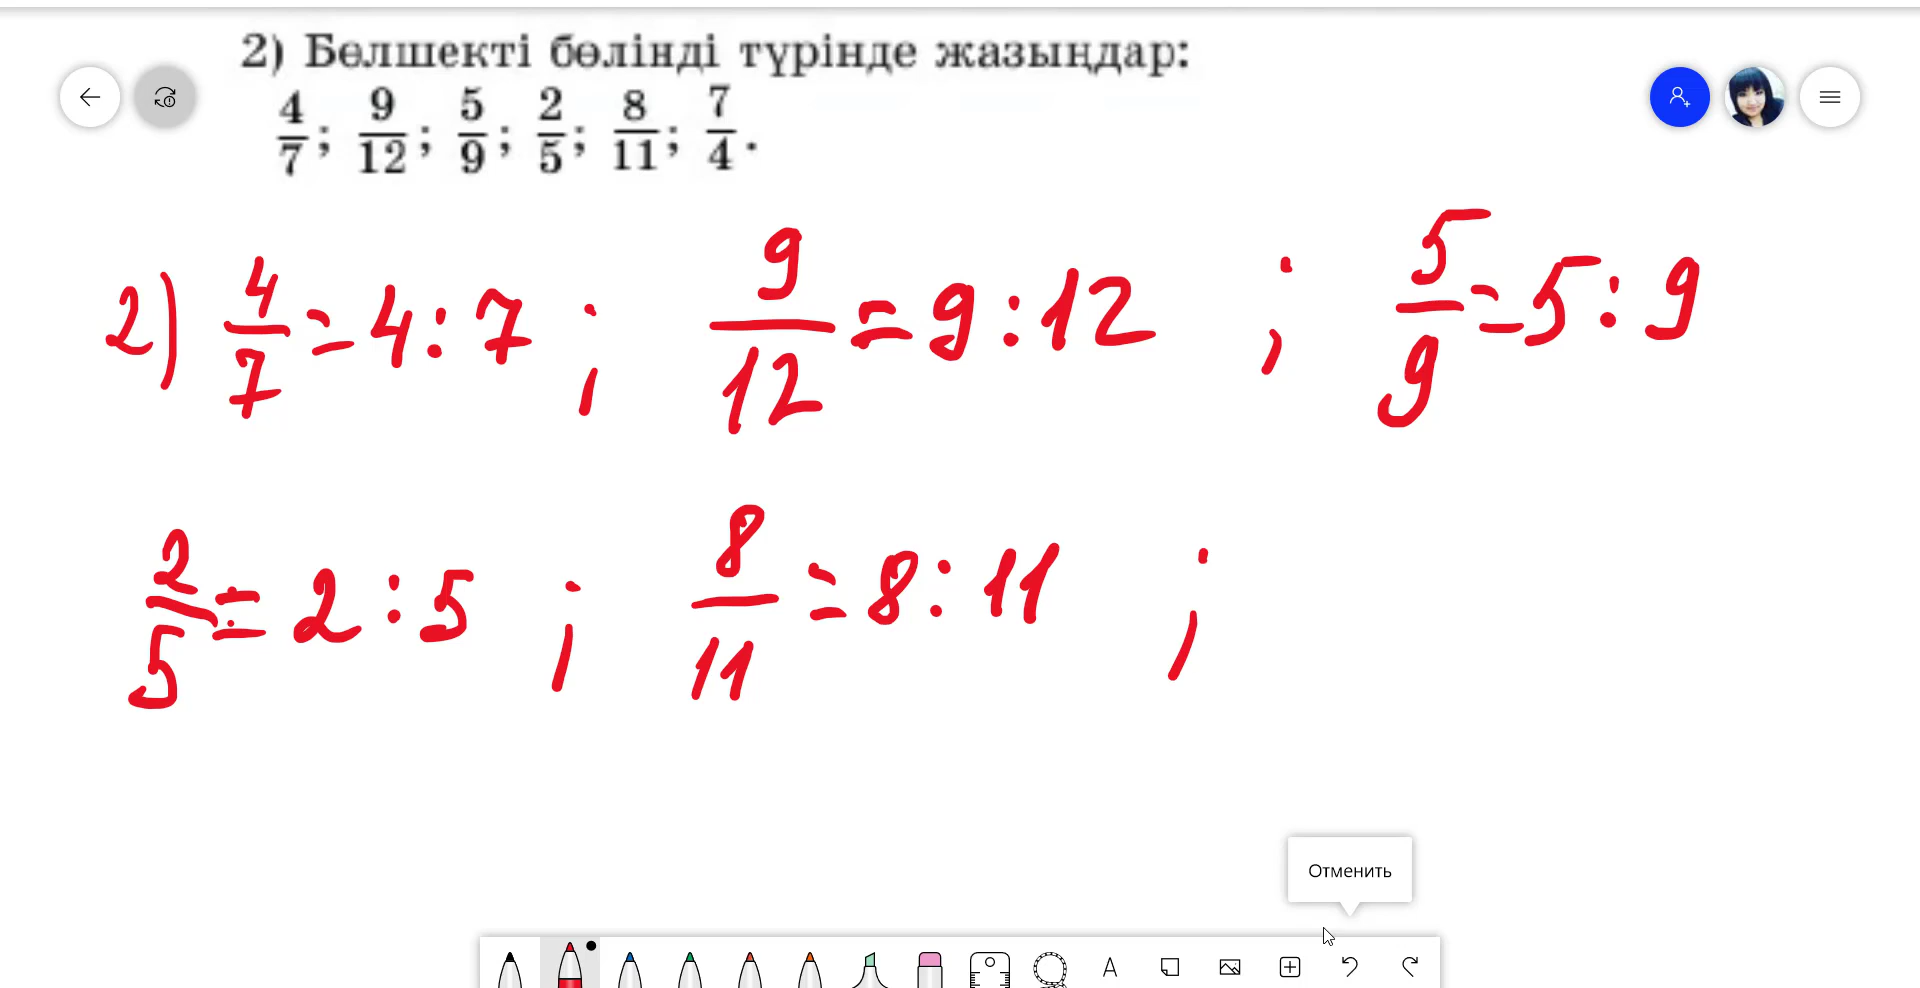 2) Бөлшекті бөлінді түрінде жазыңдар:
4/7; 9/12; 5/9; 2/5; 8/11; 7/4.
2) 4/7 = 4 : 7 ; 9/12 = 9 : 12 ; 5/9 = 5 : 9
2/5 = 2 : 5 ; 8/11 = 8 : 11 ;
Отменить
A